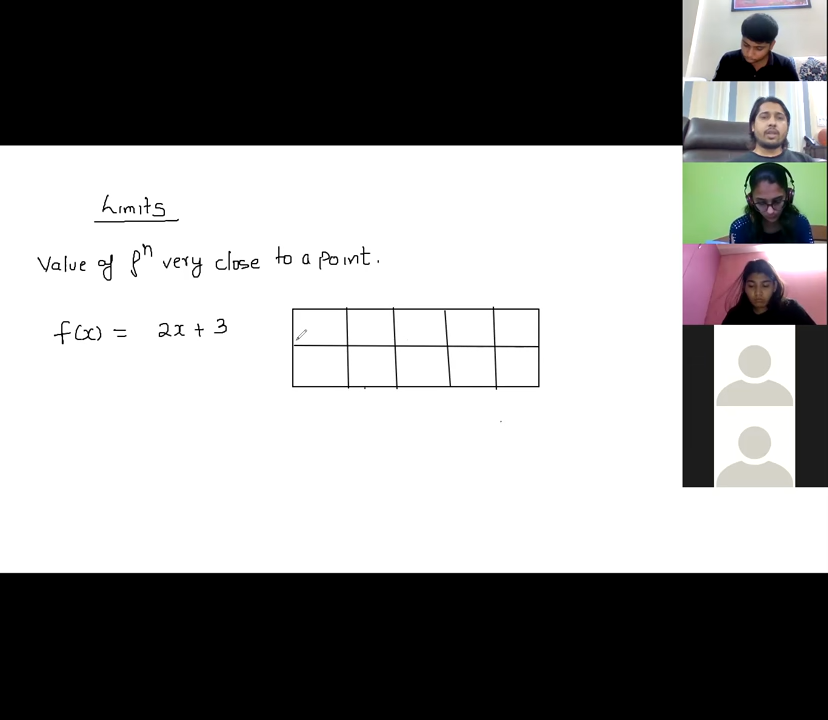 Limits
Value of fⁿ very close to a point.
f(x) = 2x + 3